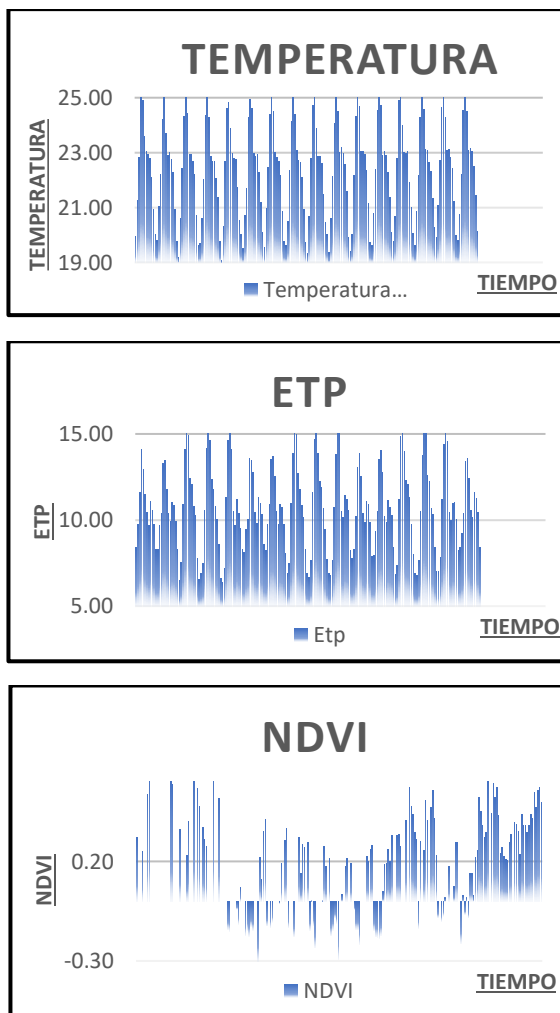 TEMPERATURA
25.00
23.00
21.00
19.00
TEMPERATURA
TIEMPO
Temperatura...
ETP
15.00
10.00
5.00
ETP
TIEMPO
Etp
NDVI
0.20
-0.30
NDVI
TIEMPO
NDVI